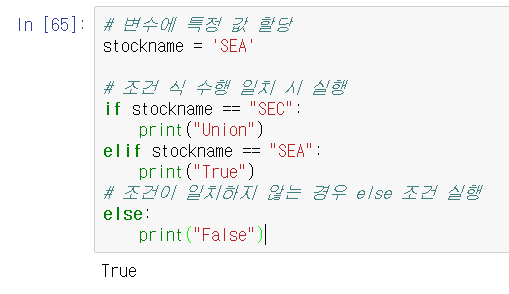 In [65]:
# 변수에 특정 값 할당
stockname = 'SEA'
# 조건 식 수행 일치 시 실행
if stockname == "SEC":
    print("Union")
elif stockname == "SEA":
    print("True")
# 조건이 일치하지 않는 경우 else 조건 실행
else:
    print("False")
True